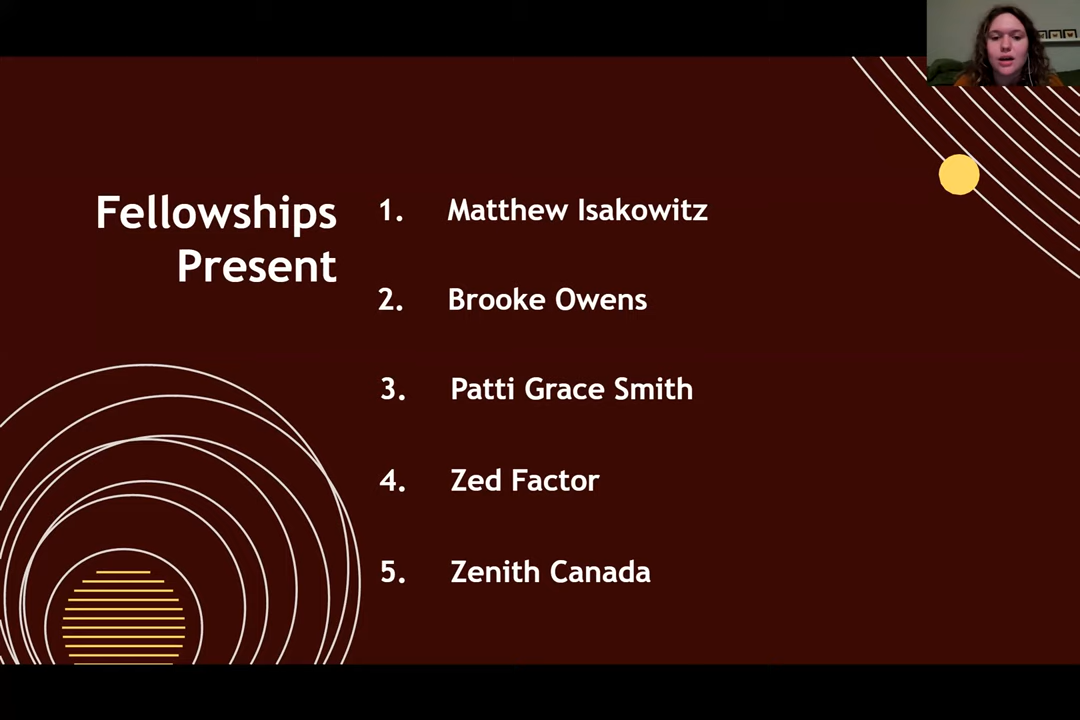 Fellowships
Present
1. Matthew Isakowitz
2. Brooke Owens
3. Patti Grace Smith
4. Zed Factor
5. Zenith Canada